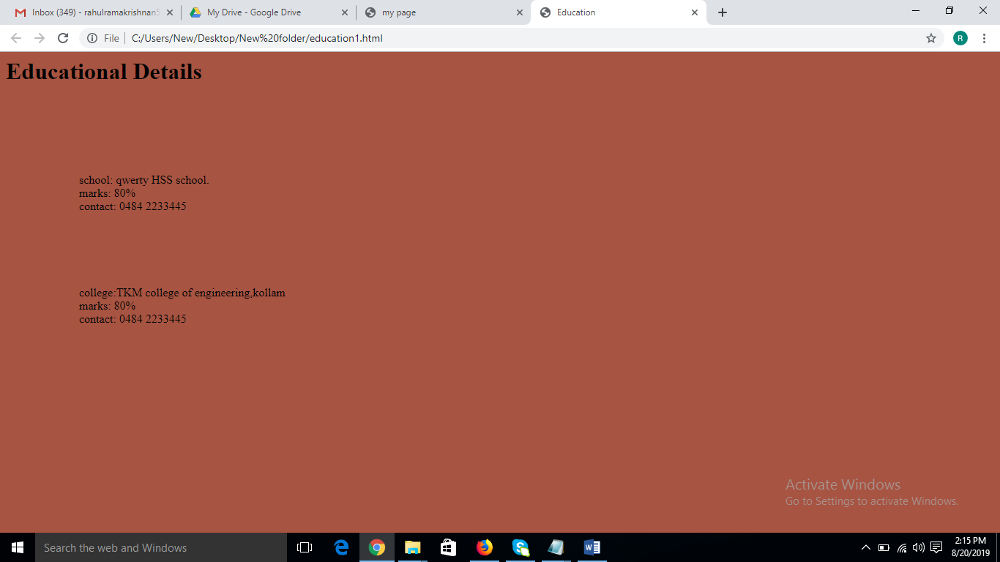 Inbox (349) - rahulramakrishnan5
My Drive - Google Drive
my page
Education
File
C:/Users/New/Desktop/New%20folder/education1.html
R
Educational Details
school: qwerty HSS school.
marks: 80%
contact: 0484 2233445
college:TKM college of engineering,kollam
marks: 80%
contact: 0484 2233445
Activate Windows
Go to Settings to activate Windows.
Search the web and Windows
2:15 PM
8/20/2019